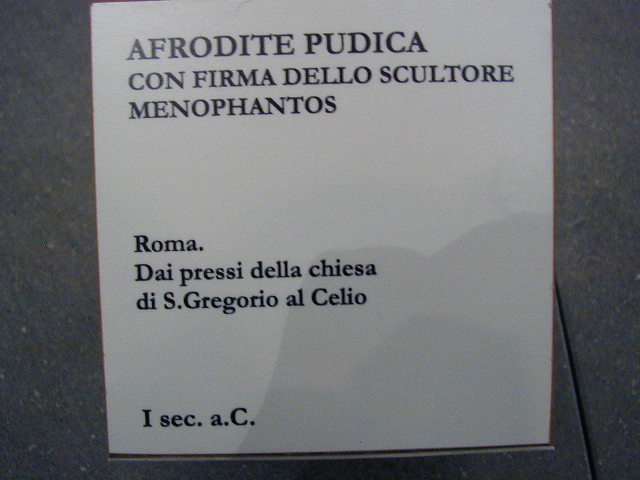 AFRODITE PUDICA
CON FIRMA DELLO SCULTORE
MENOPHANTOS
Roma.
Dai pressi della chiesa
di S.Gregorio al Celio
I sec. a.C.